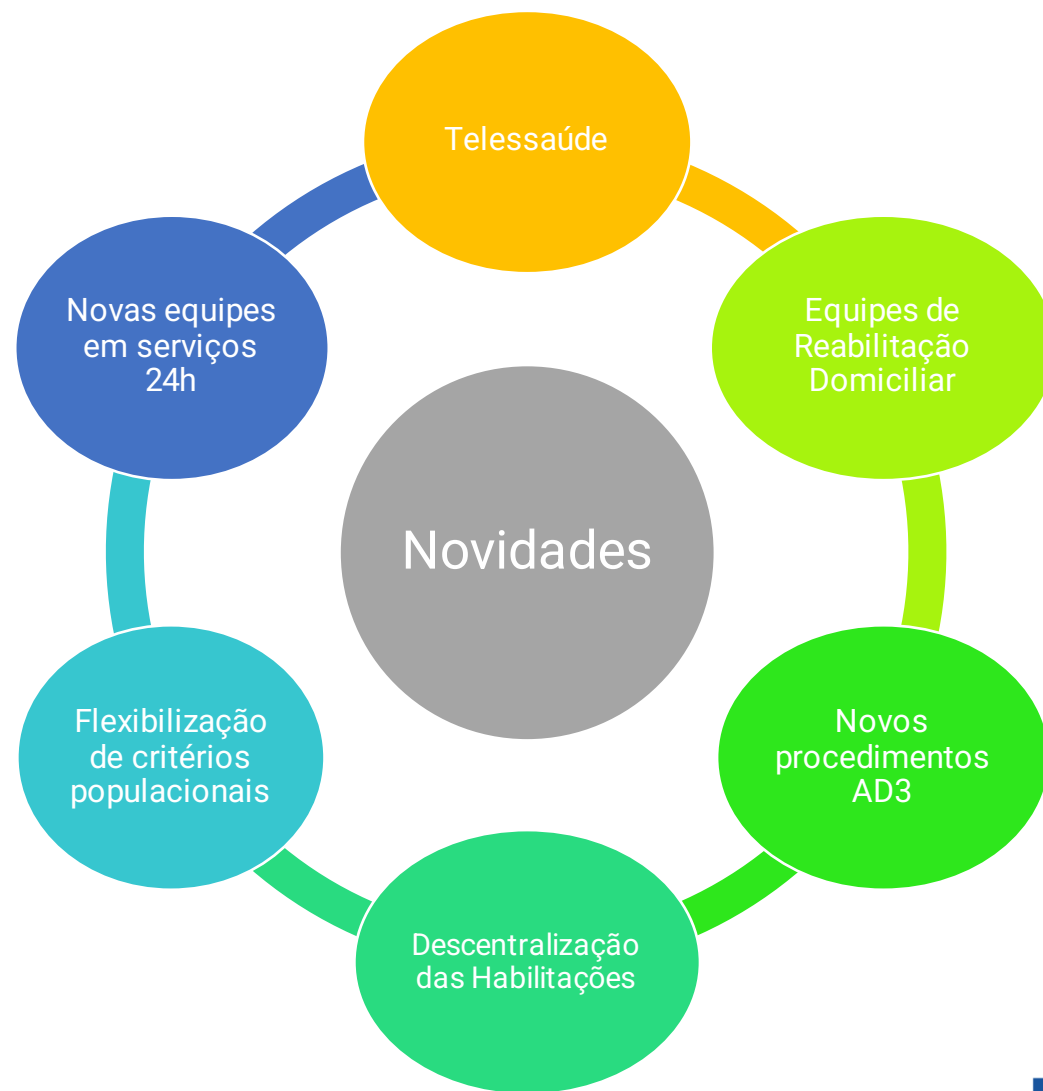 Telessaúde
Equipes de
Reabilitação
Domiciliar
Novos
procedimentos
AD3
Descentralização
das Habilitações
Flexibilização
de critérios
populacionais
Novas equipes
em serviços
24h
Novidades